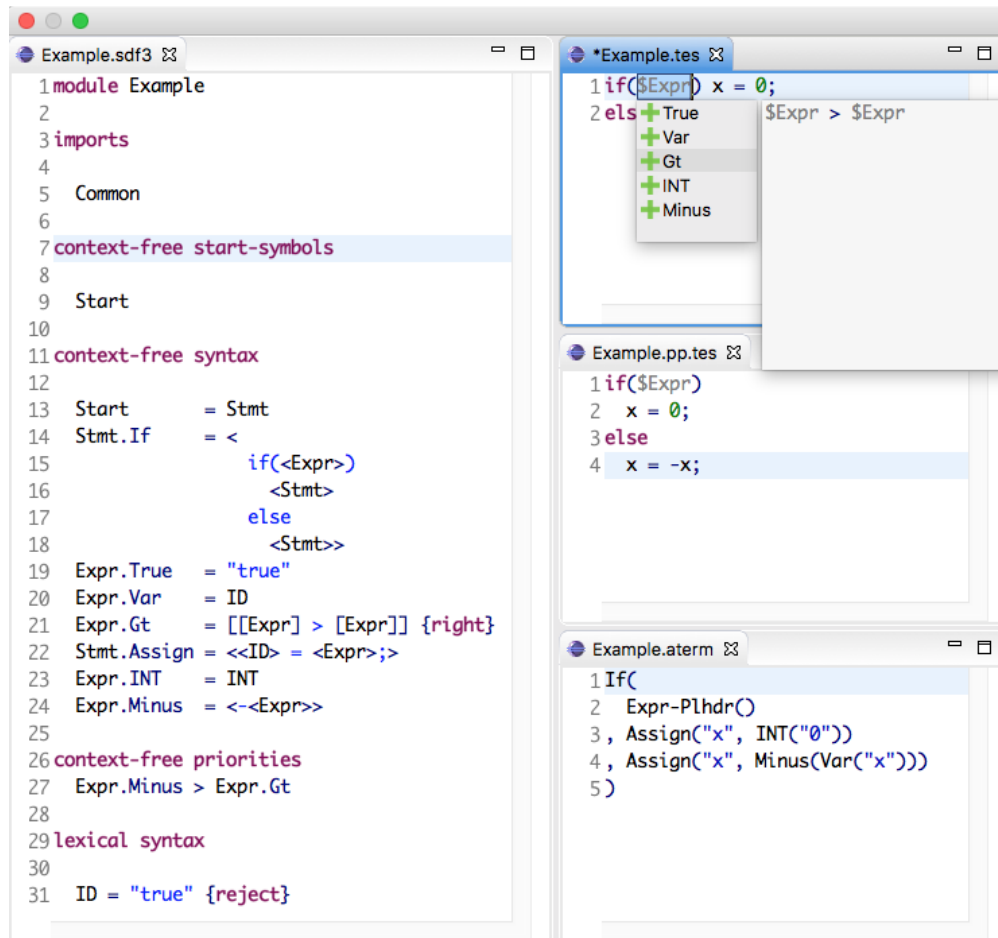 Example.sdf3
1 module Example
2
3 imports
4
5   Common
6
7 context-free start-symbols
8
9   Start
10
11 context-free syntax
12
13   Start       = Stmt
14   Stmt.If     = <
15                   if(<Expr>)
16                     <Stmt>
17                   else
18                     <Stmt>>
19   Expr.True   = "true"
20   Expr.Var    = ID
21   Expr.Gt     = [[Expr] > [Expr]] {right}
22   Stmt.Assign = <<ID> = <Expr>;>
23   Expr.INT    = INT
24   Expr.Minus  = <-<Expr>>
25
26 context-free priorities
27   Expr.Minus > Expr.Gt
28
29 lexical syntax
30
31   ID = "true" {reject}
*Example.tes
1 if($Expr) x = 0;
2 els
True
Var
Gt
INT
Minus
$Expr > $Expr
Example.pp.tes
1 if($Expr)
2   x = 0;
3 else
4   x = -x;
Example.aterm
1 If(
2   Expr-Plhdr()
3 , Assign("x", INT("0"))
4 , Assign("x", Minus(Var("x")))
5 )